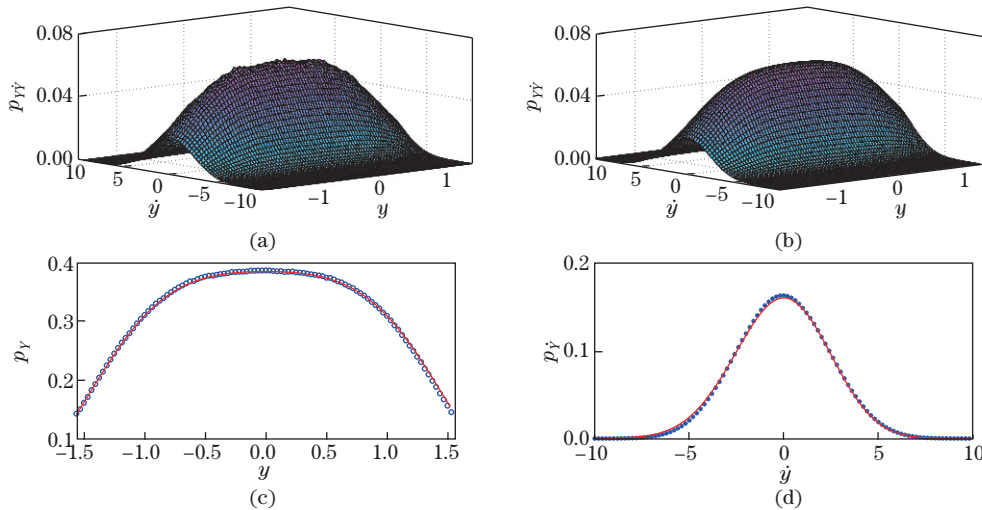 0.08 0.08
p_{YẎ} 0.04 p_{YẎ} 0.04
0.00 0.00
10 5 0 −5 −10 −1 0 1 10 5 0 −5 −10 −1 0 1
ẏ y ẏ y
(a) (b)
0.4 0.2
0.3
p_Y p_Ẏ 0.1
0.2
0.1 0.0
−1.5 −1.0 −0.5 0.0 0.5 1.0 1.5 −10 −5 0 5 10
y ẏ
(c) (d)